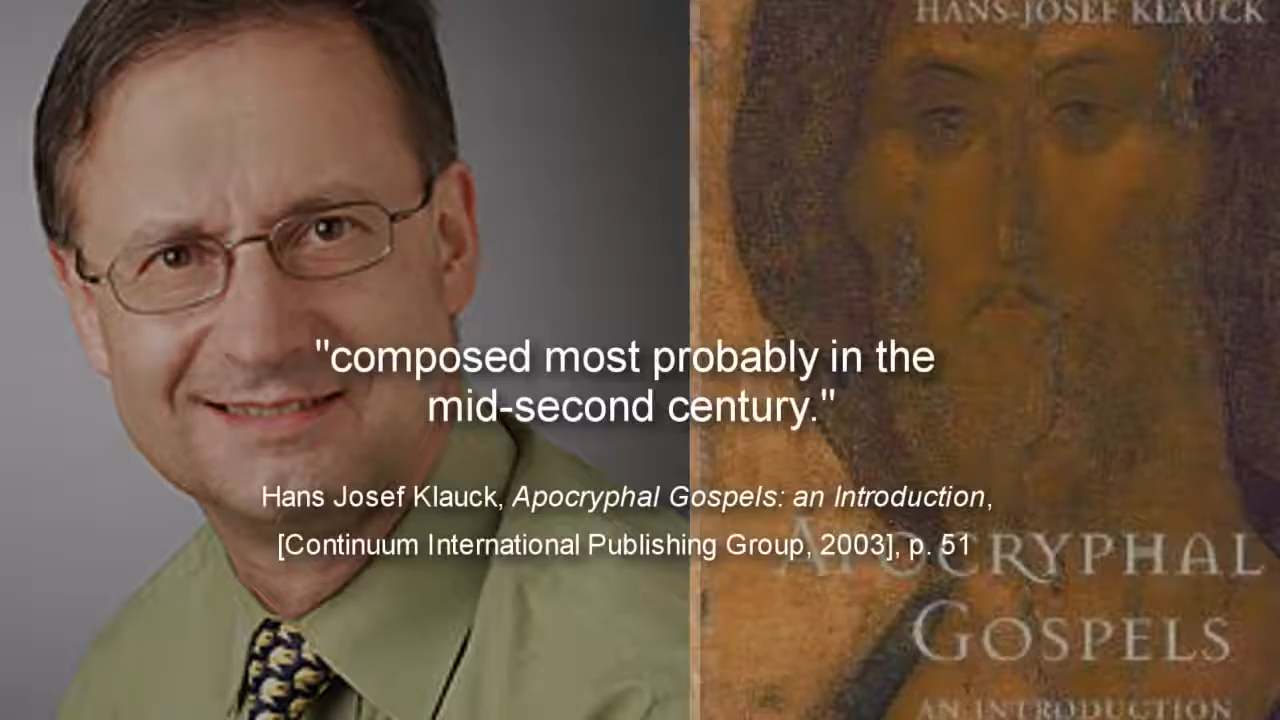 HANS-JOSEF KLAUCK
"composed most probably in the
mid-second century."
Hans Josef Klauck, Apocryphal Gospels: an Introduction,
[Continuum International Publishing Group, 2003], p. 51
APOCRYPHAL
GOSPELS
AN INTRODUCTION